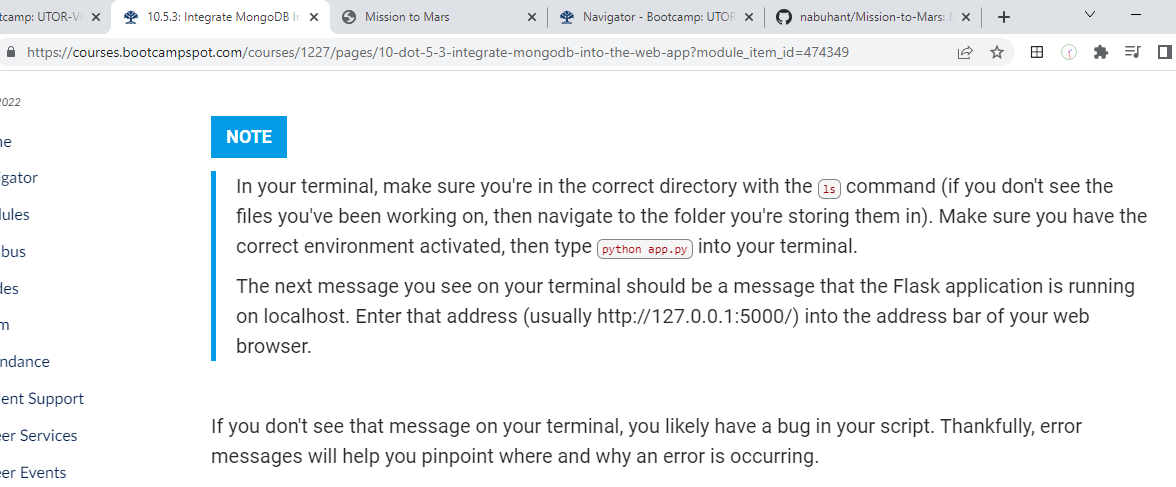 tcamp: UTOR-VI
10.5.3: Integrate MongoDB In
Mission to Mars
Navigator - Bootcamp: UTOR
nabuhant/Mission-to-Mars: M
https://courses.bootcampspot.com/courses/1227/pages/10-dot-5-3-integrate-mongodb-into-the-web-app?module_item_id=474349
2022
ne
igator
dules
bus
des
m
ndance
ent Support
eer Services
eer Events
NOTE
In your terminal, make sure you're in the correct directory with the ls command (if you don't see the
files you've been working on, then navigate to the folder you're storing them in). Make sure you have the
correct environment activated, then type python app.py into your terminal.
The next message you see on your terminal should be a message that the Flask application is running
on localhost. Enter that address (usually http://127.0.0.1:5000/) into the address bar of your web
browser.
If you don't see that message on your terminal, you likely have a bug in your script. Thankfully, error
messages will help you pinpoint where and why an error is occurring.